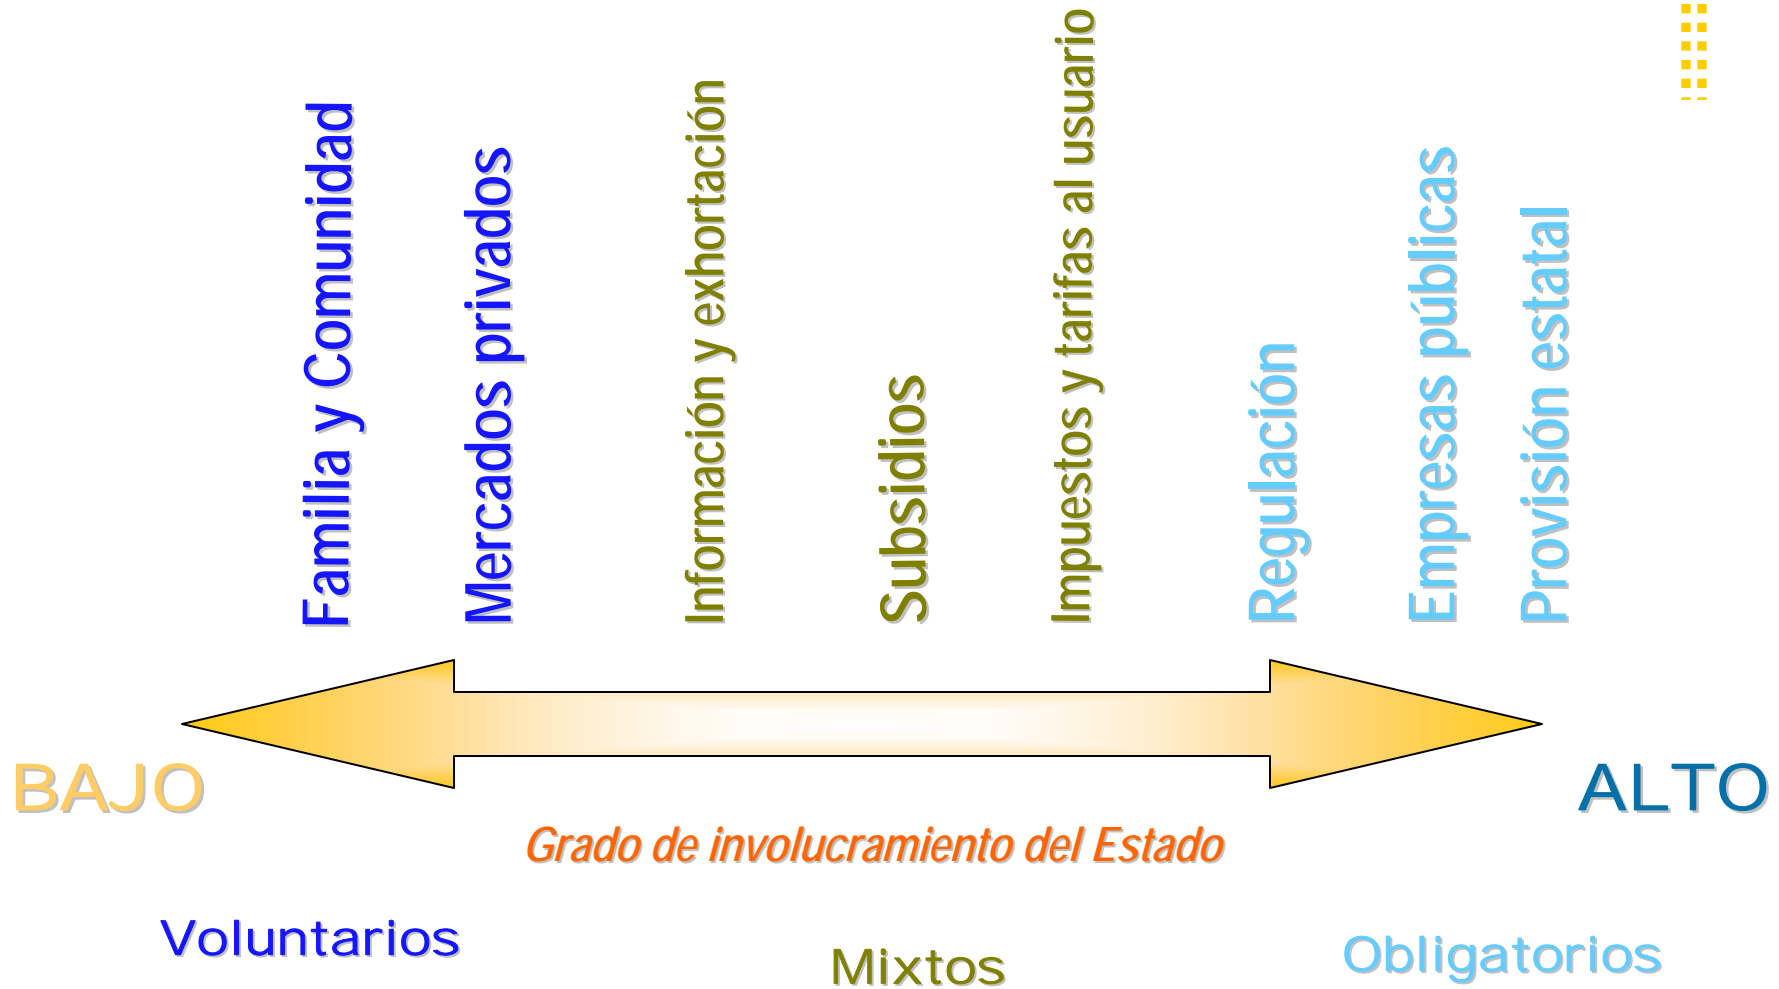 Familia y Comunidad
Mercados privados
Información y exhortación
Subsidios
Impuestos y tarifas al usuario
Regulación
Empresas públicas
Provisión estatal
BAJO
ALTO
Grado de involucramiento del Estado
Voluntarios
Mixtos
Obligatorios